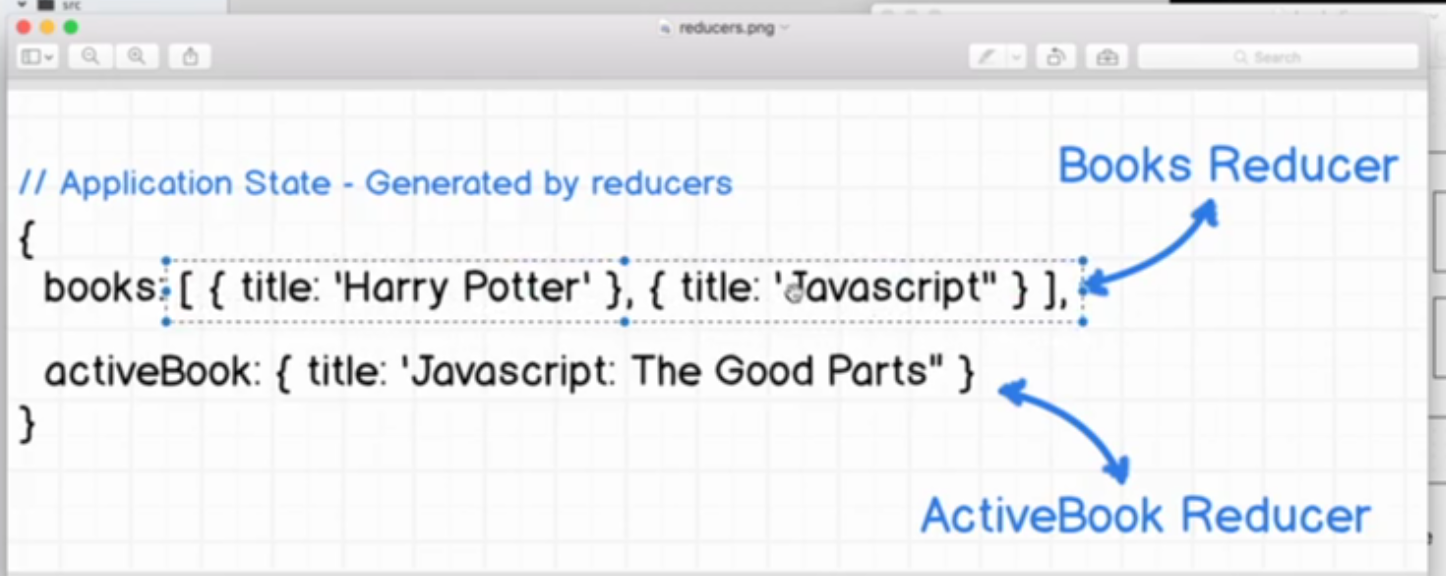 src
reducers.png
Search
Books Reducer
// Application State - Generated by reducers
{
books: [ { title: 'Harry Potter' }, { title: 'Javascript" } ],
activeBook: { title: 'Javascript: The Good Parts" }
}
ActiveBook Reducer